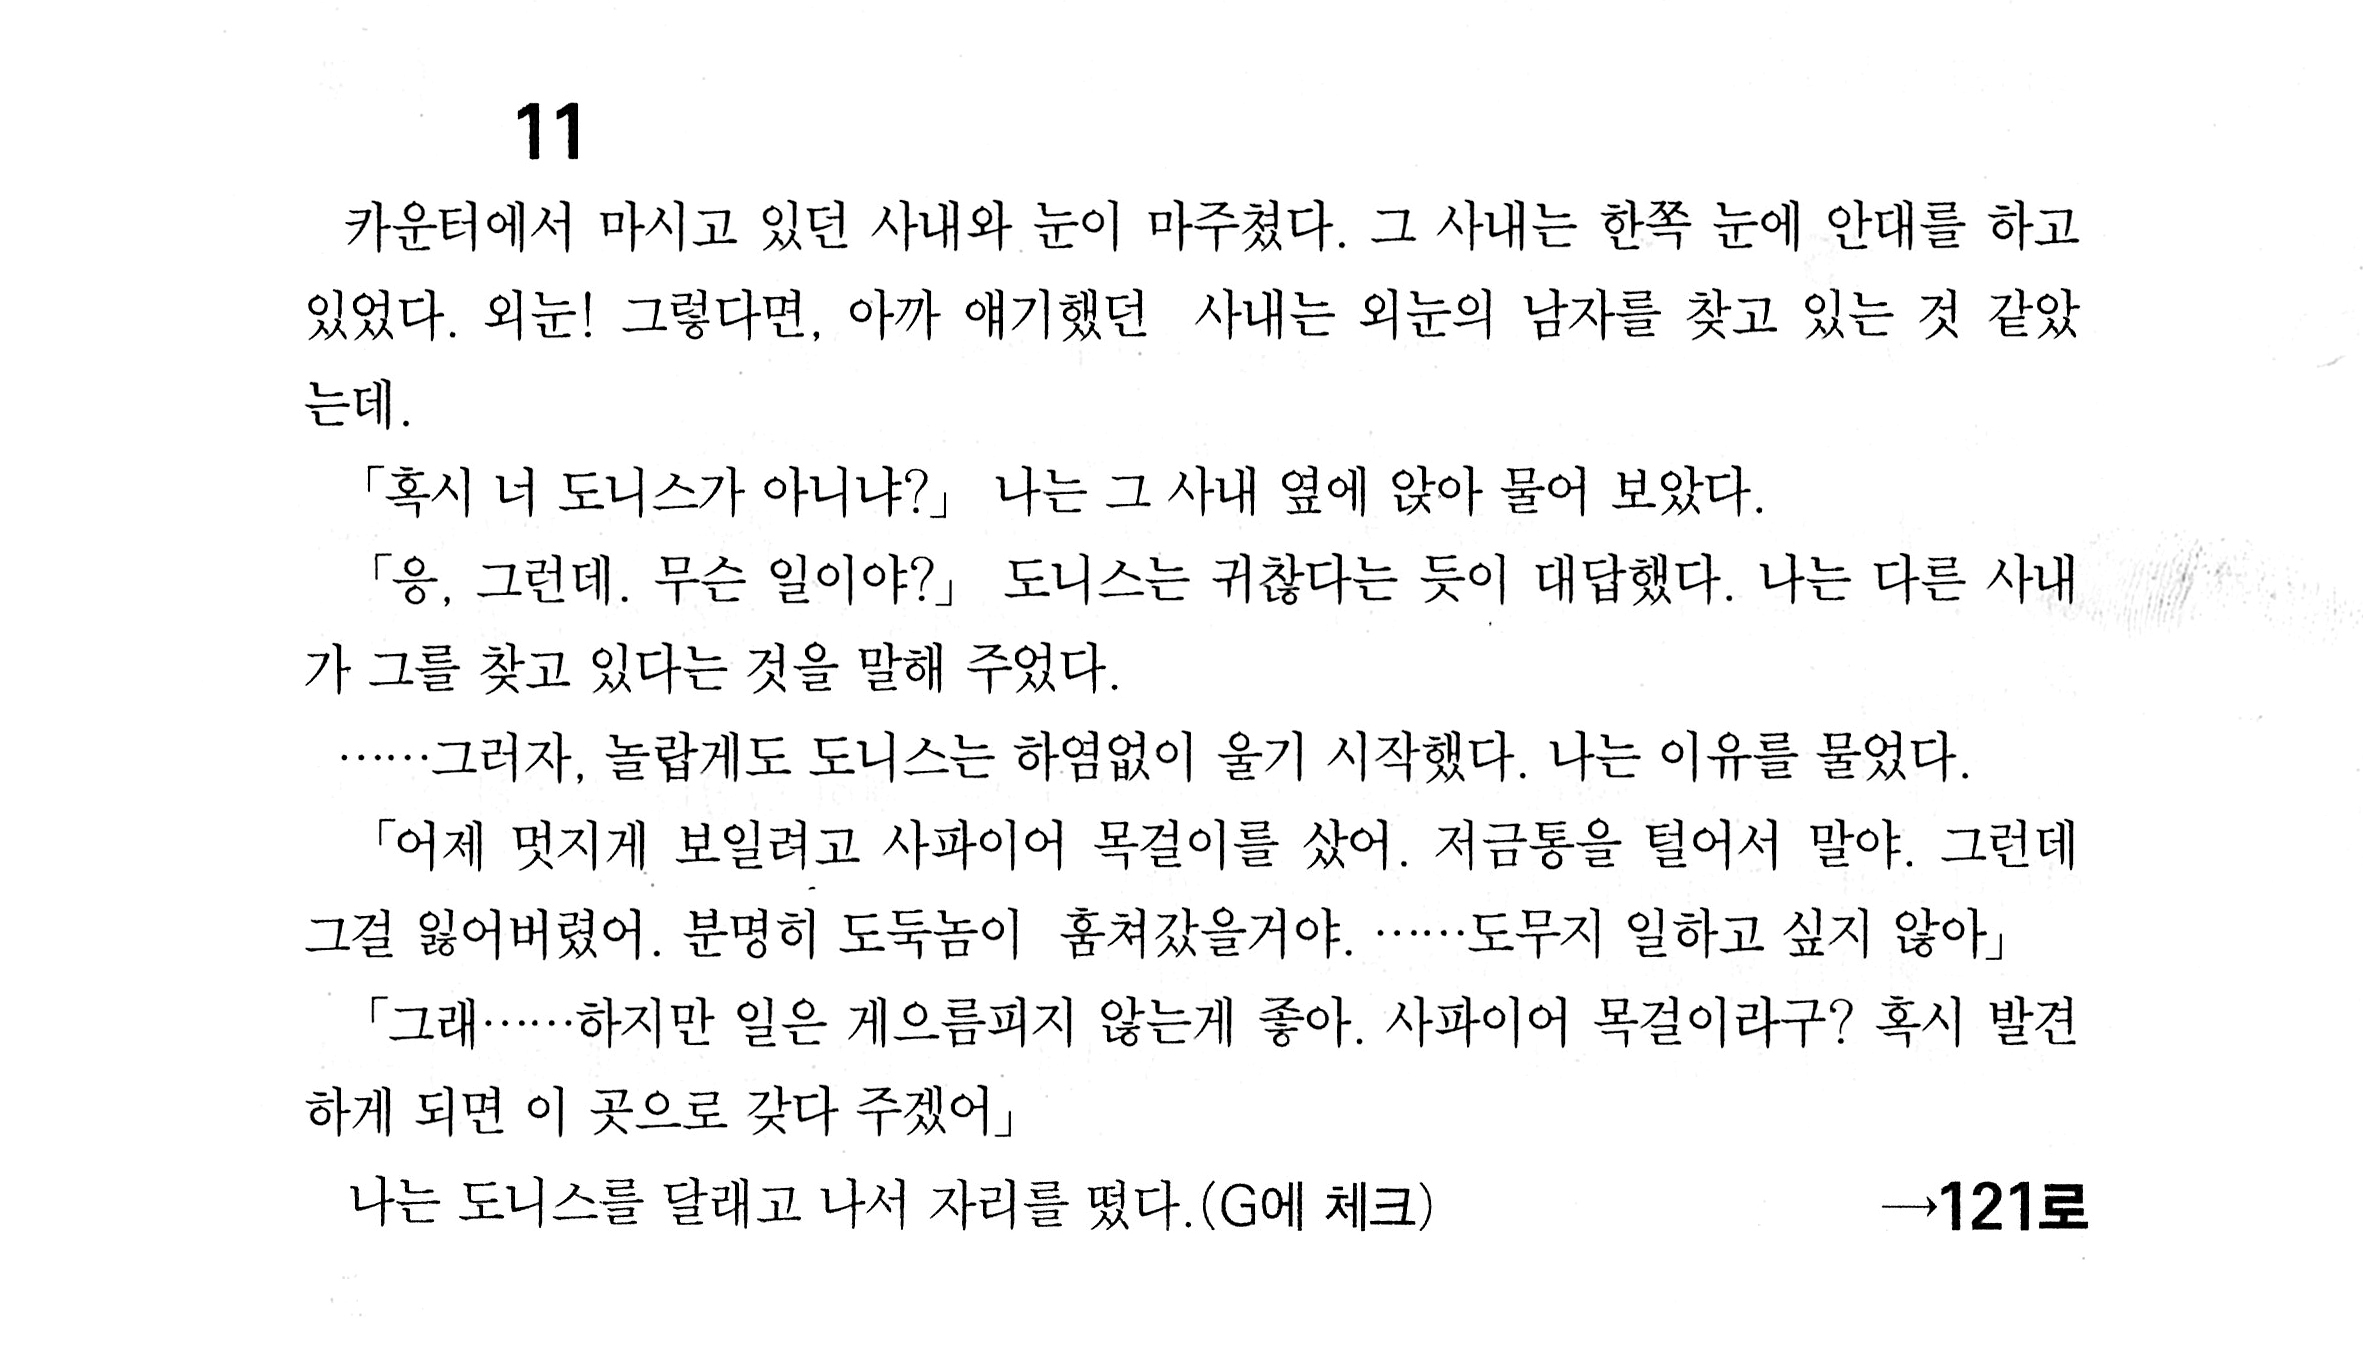 11
카운터에서 마시고 있던 사내와 눈이 마주쳤다. 그 사내는 한쪽 눈에 안대를 하고
있었다. 외눈! 그렇다면, 아까 얘기했던 사내는 외눈의 남자를 찾고 있는 것 같았
는데.
「혹시 너 도니스가 아니냐?」 나는 그 사내 옆에 앉아 물어 보았다.
「응, 그런데. 무슨 일이야?」 도니스는 귀찮다는 듯이 대답했다. 나는 다른 사내
가 그를 찾고 있다는 것을 말해 주었다.
……그러자, 놀랍게도 도니스는 하염없이 울기 시작했다. 나는 이유를 물었다.
「어제 멋지게 보일려고 사파이어 목걸이를 샀어. 저금통을 털어서 말야. 그런데
그걸 잃어버렸어. 분명히 도둑놈이 훔쳐갔을거야. ……도무지 일하고 싶지 않아」
「그래……하지만 일은 게으름피지 않는게 좋아. 사파이어 목걸이라구? 혹시 발견
하게 되면 이 곳으로 갖다 주겠어」
나는 도니스를 달래고 나서 자리를 떴다.(G에 체크) →121로